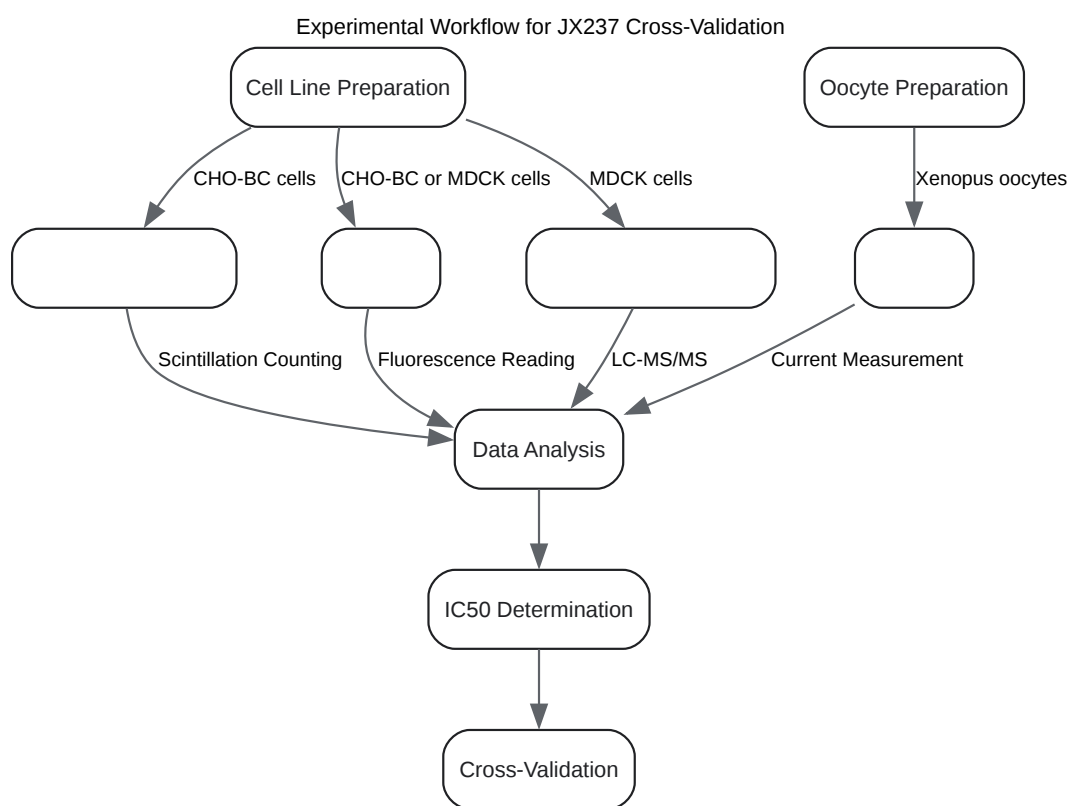 Experimental Workflow for JX237 Cross-Validation
Cell Line Preparation
Oocyte Preparation
CHO-BC cells
CHO-BC or MDCK cells
MDCK cells
Xenopus oocytes
Scintillation Counting
Fluorescence Reading
LC-MS/MS
Current Measurement
Data Analysis
IC50 Determination
Cross-Validation